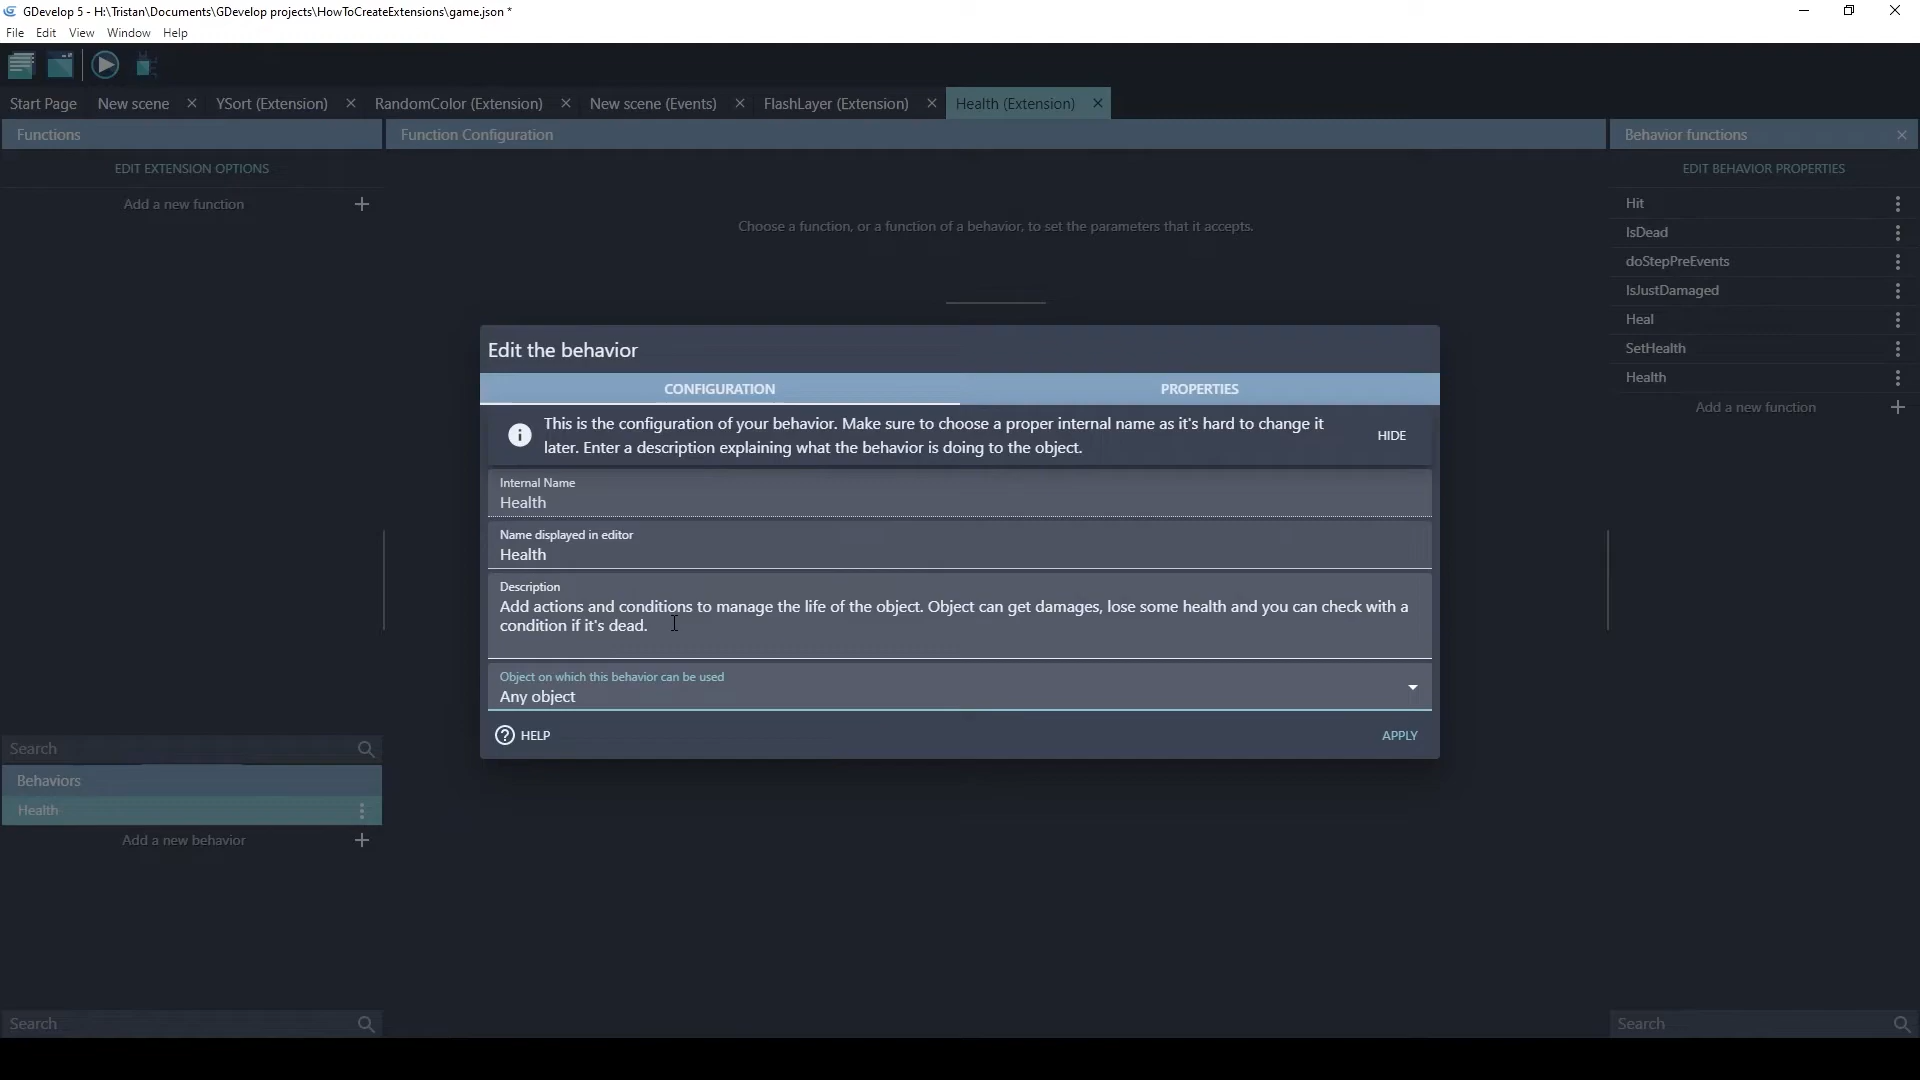 GDevelop 5 - H:\Tristan\Documents\GDevelop projects\HowToCreateExtensions\game.json *
File Edit View Window Help
Start Page New scene YSort (Extension) RandomColor (Extension) New scene (Events) FlashLayer (Extension) Health (Extension)
Functions
EDIT EXTENSION OPTIONS
Add a new function
Function Configuration
Choose a function, or a function of a behavior, to set the parameters that it accepts.
Behavior functions
EDIT BEHAVIOR PROPERTIES
Hit
IsDead
doStepPreEvents
IsJustDamaged
Heal
SetHealth
Health
Add a new function
Edit the behavior
CONFIGURATION PROPERTIES
This is the configuration of your behavior. Make sure to choose a proper internal name as it's hard to change it
later. Enter a description explaining what the behavior is doing to the object.
HIDE
Internal Name
Health
Name displayed in editor
Health
Description
Add actions and conditions to manage the life of the object. Object can get damages, lose some health and you can check with a
condition if it's dead.
Object on which this behavior can be used
Any object
HELP
APPLY
Search
Behaviors
Health
Add a new behavior
Search
Search